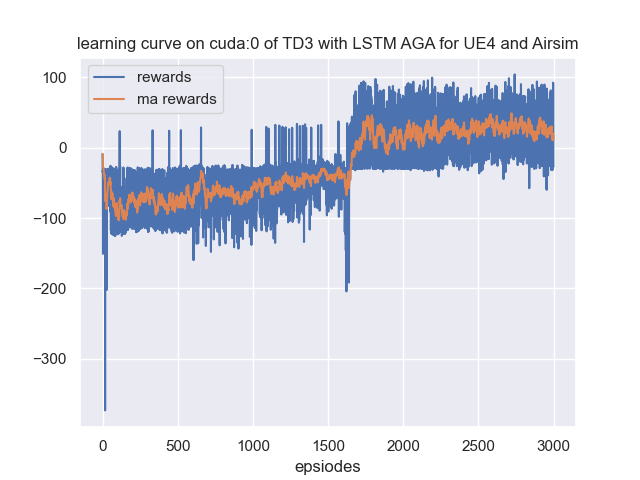 learning curve on cuda:0 of TD3 with LSTM AGA for UE4 and Airsim
rewards
ma rewards
100
0
−100
−200
−300
0 500 1000 1500 2000 2500 3000
epsiodes